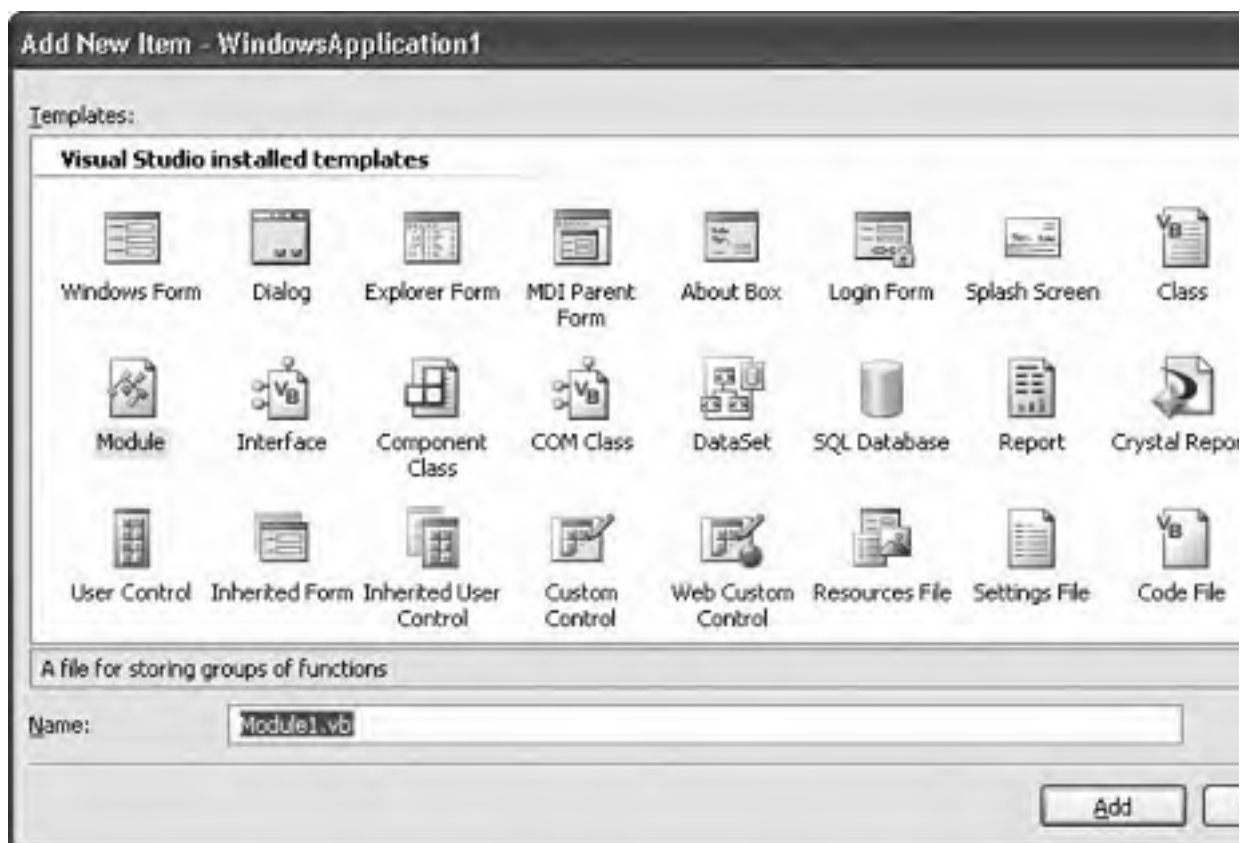 Add New Item - WindowsApplication1
Templates:
Visual Studio installed templates
Windows Form Dialog Explorer Form MDI Parent Form About Box Login Form Splash Screen Class
Module Interface Component Class COM Class DataSet SQL Database Report Crystal Repor
User Control Inherited Form Inherited User Control Custom Control Web Custom Control Resources File Settings File Code File
A file for storing groups of functions
Name: Module1.vb
Add